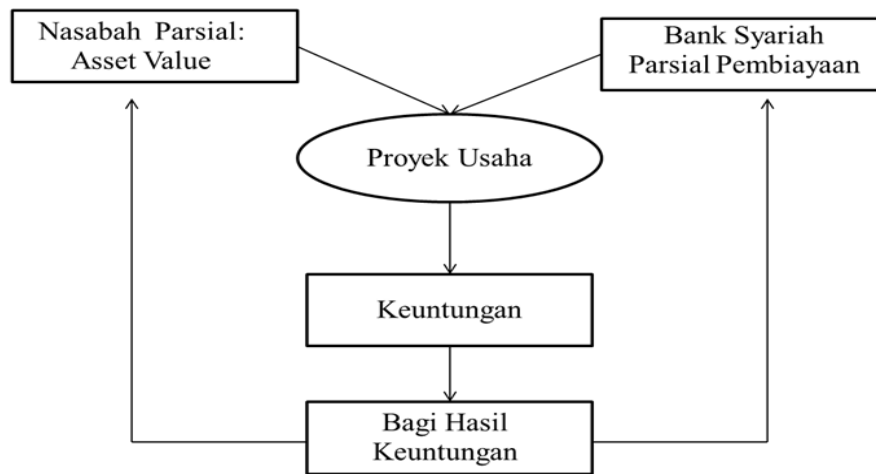 Nasabah Parsial:
Asset Value
Bank Syariah
Parsial Pembiayaan
Proyek Usaha
Keuntungan
Bagi Hasil
Keuntungan